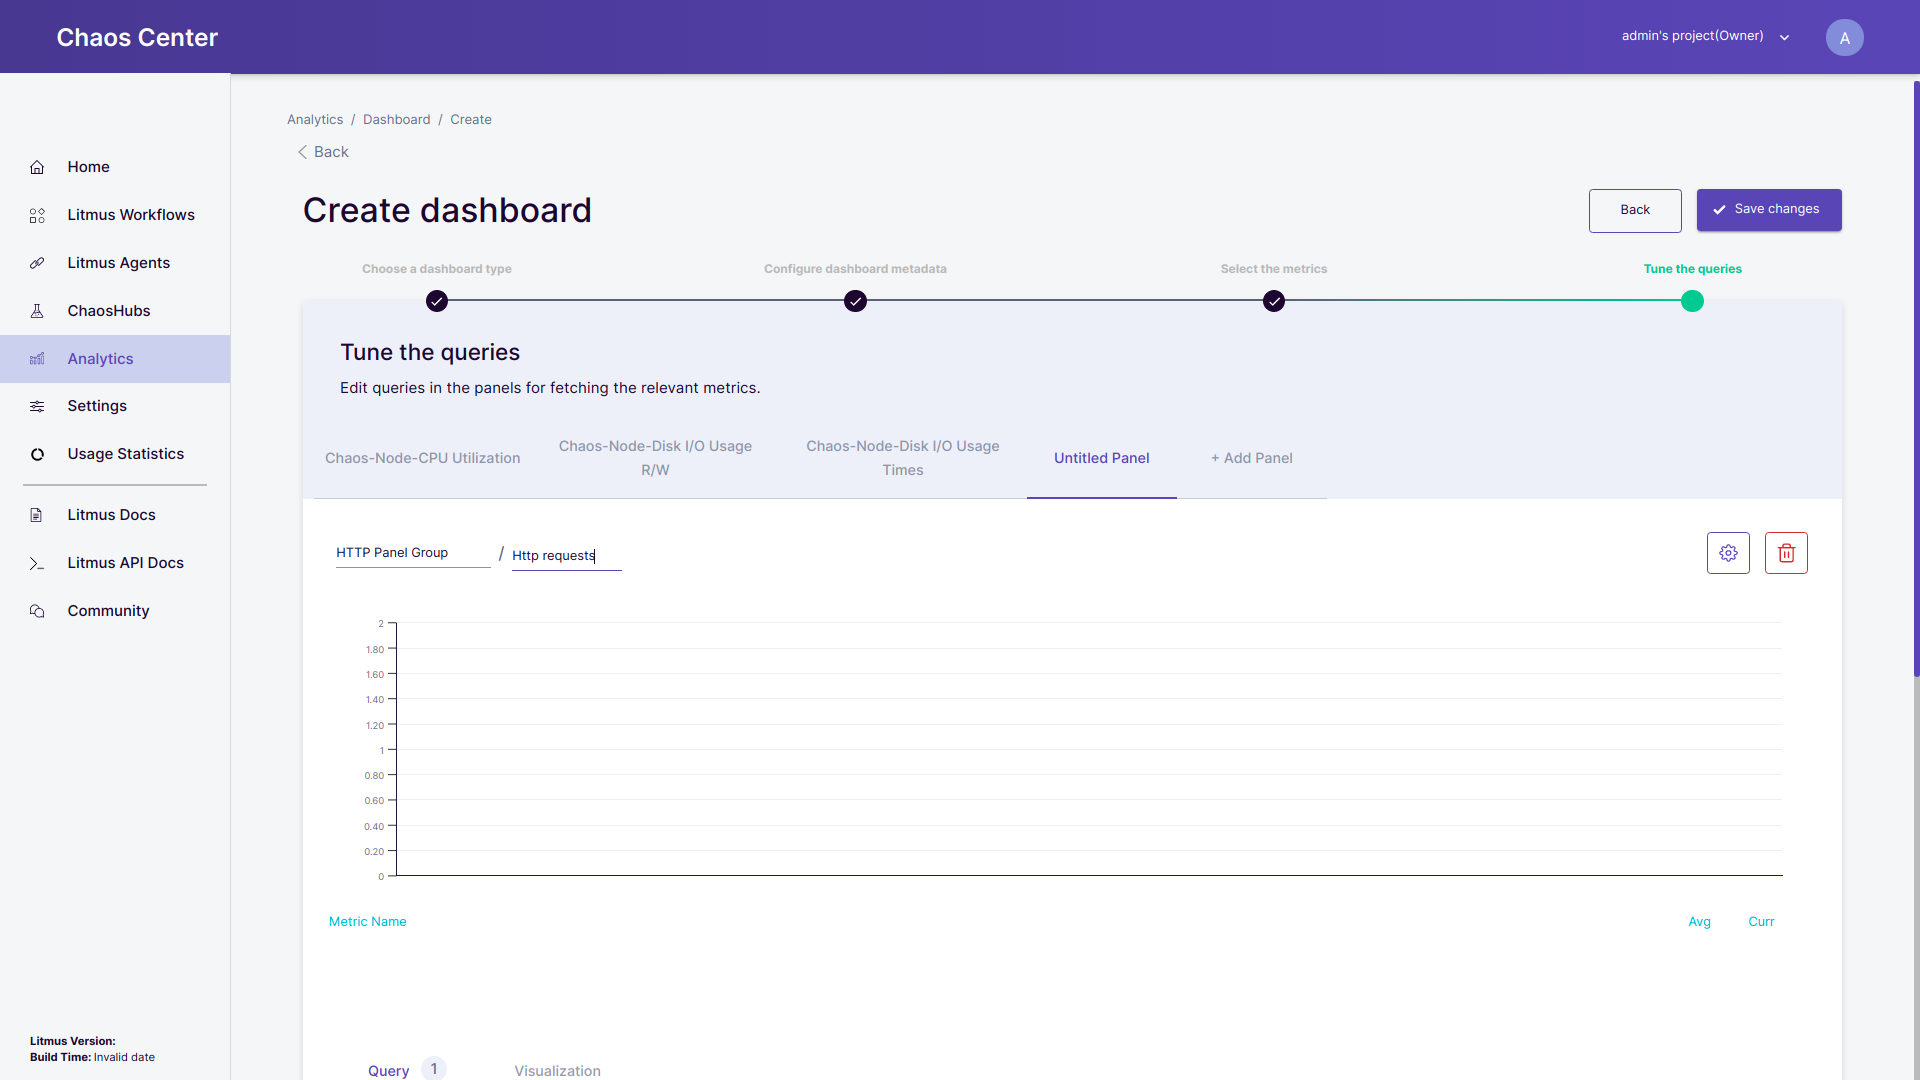 Chaos Center
admin's project(Owner)
A
Home
Litmus Workflows
Litmus Agents
ChaosHubs
Analytics
Settings
Usage Statistics
Litmus Docs
Litmus API Docs
Community
Litmus Version:
Build Time: Invalid date
Analytics / Dashboard / Create
Back
Create dashboard
Back
Save changes
Choose a dashboard type
Configure dashboard metadata
Select the metrics
Tune the queries
Tune the queries
Edit queries in the panels for fetching the relevant metrics.
Chaos-Node-CPU Utilization
Chaos-Node-Disk I/O Usage
R/W
Chaos-Node-Disk I/O Usage
Times
Untitled Panel
+ Add Panel
HTTP Panel Group / Http requests
2
1.80
1.60
1.40
1.20
1
0.80
0.60
0.40
0.20
0
Metric Name
Avg
Curr
Query 1
Visualization